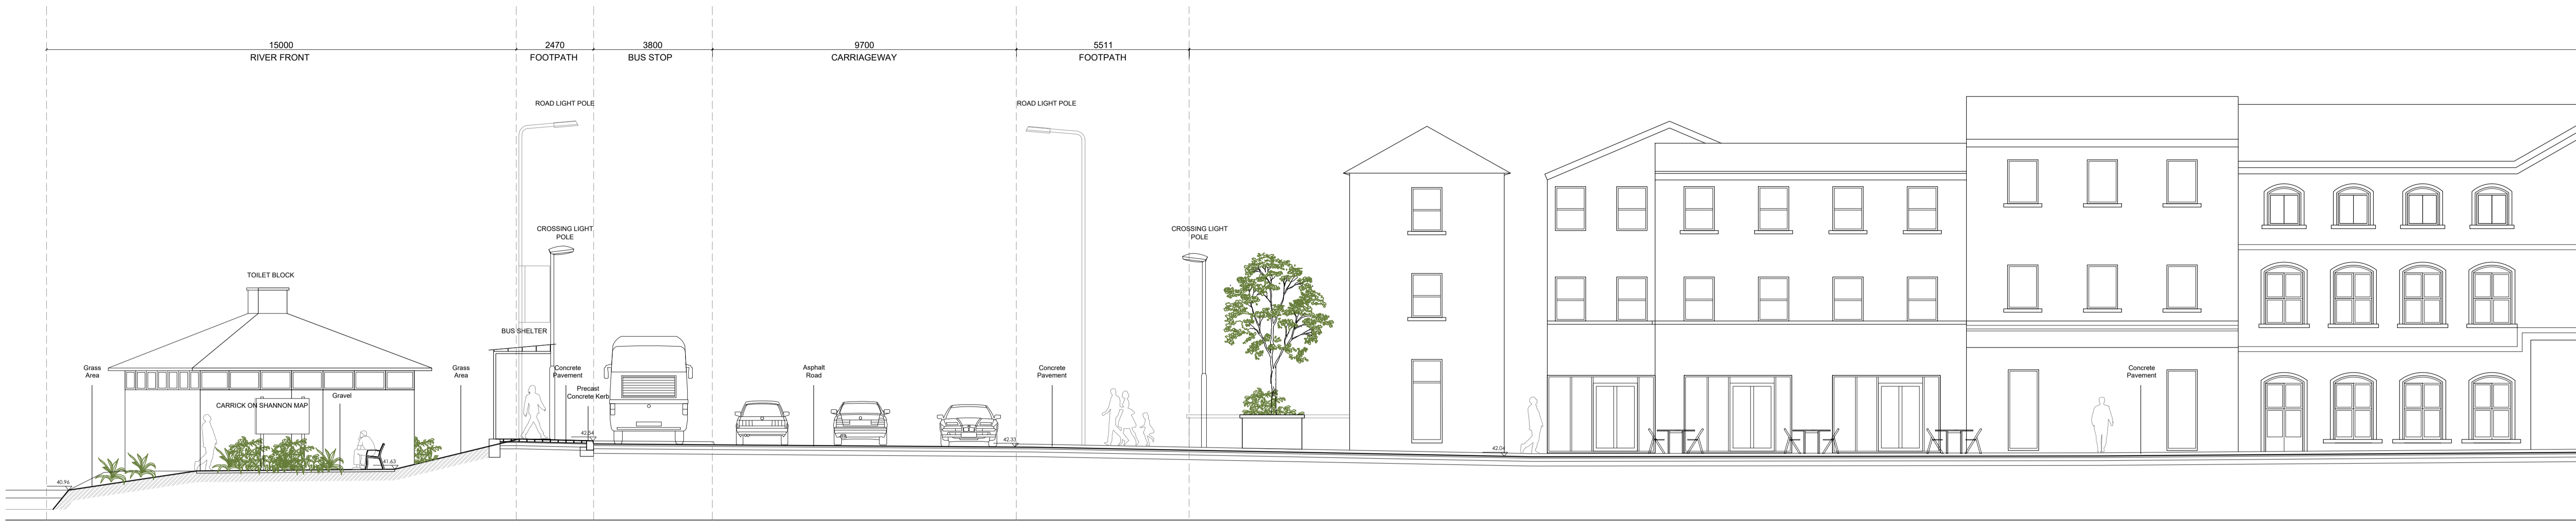 15000
2470
3800
9700
5511
RIVER FRONT
FOOTPATH
BUS STOP
CARRIAGEWAY
FOOTPATH
ROAD LIGHT POLE
ROAD LIGHT POLE
CROSSING LIGHT
POLE
CROSSING LIGHT
POLE
TOILET BLOCK
BUS SHELTER
Grass
Area
Grass
Area
Concrete
Pavement
Asphalt
Road
Concrete
Pavement
Concrete
Pavement
Precast
Concrete Kerb
Gravel
CARRICK ON SHANNON MAP
42.54
42.33
42.04
41.63
40.96